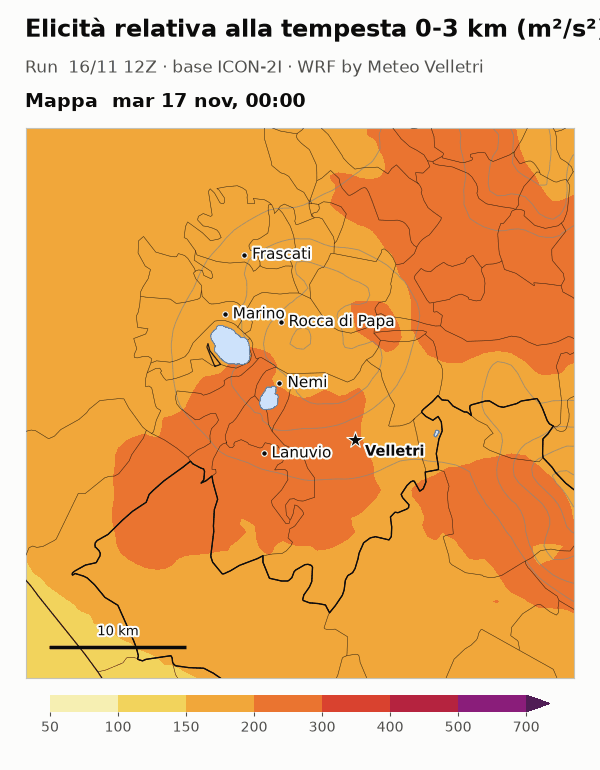 Elicità relativa alla tempesta 0-3 km (m²/s²)
Run 16/11 12Z · base ICON-2I · WRF by Meteo Velletri
Mappa mar 17 nov, 00:00
Frascati
Marino
Rocca di Papa
Nemi
Velletri
Lanuvio
10 km
50 100 150 200 300 400 500 700